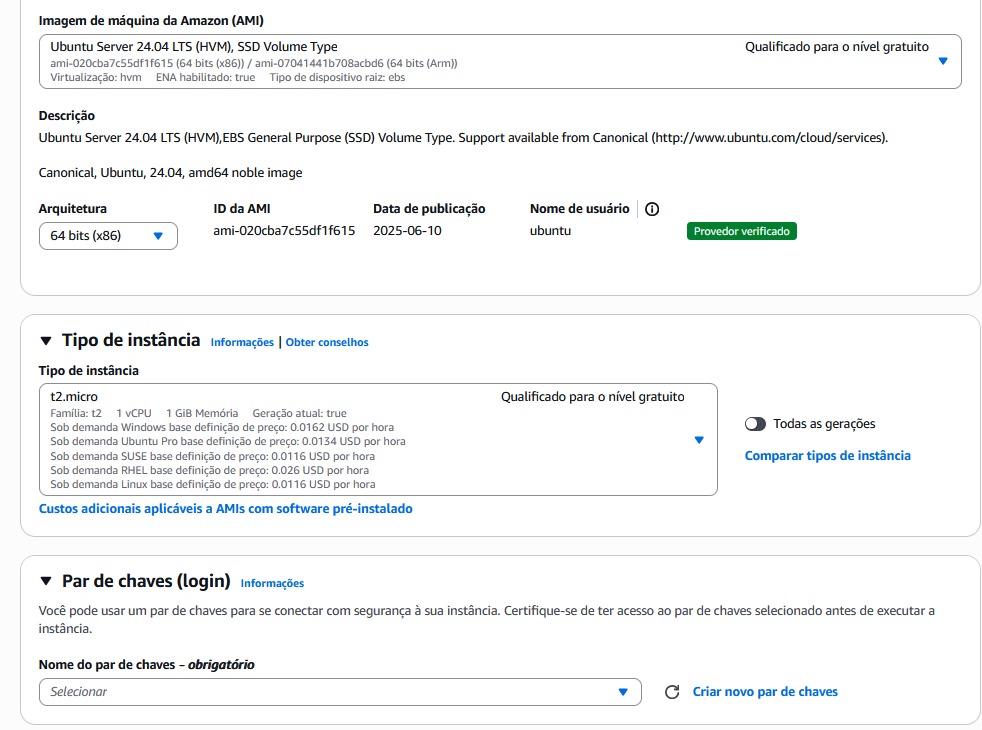 Imagem de máquina da Amazon (AMI)
Ubuntu Server 24.04 LTS (HVM), SSD Volume Type
Qualificado para o nível gratuito
ami-020cba7c55df1f615 (64 bits (x86)) / ami-07041441b708acbd6 (64 bits (Arm))
Virtualização: hvm ENA habilitado: true Tipo de dispositivo raiz: ebs
Descrição
Ubuntu Server 24.04 LTS (HVM),EBS General Purpose (SSD) Volume Type. Support available from Canonical (http://www.ubuntu.com/cloud/services).
Canonical, Ubuntu, 24.04, amd64 noble image
Arquitetura ID da AMI Data de publicação Nome de usuário
64 bits (x86) ami-020cba7c55df1f615 2025-06-10 ubuntu Provedor verificado
Tipo de instância Informações | Obter conselhos
Tipo de instância
t2.micro Qualificado para o nível gratuito
Família: t2 1 vCPU 1 GiB Memória Geração atual: true
Sob demanda Windows base definição de preço: 0.0162 USD por hora
Sob demanda Ubuntu Pro base definição de preço: 0.0134 USD por hora
Sob demanda SUSE base definição de preço: 0.0116 USD por hora
Sob demanda RHEL base definição de preço: 0.026 USD por hora
Sob demanda Linux base definição de preço: 0.0116 USD por hora
Todas as gerações
Comparar tipos de instância
Custos adicionais aplicáveis a AMIs com software pré-instalado
Par de chaves (login) Informações
Você pode usar um par de chaves para se conectar com segurança à sua instância. Certifique-se de ter acesso ao par de chaves selecionado antes de executar a
instância.
Nome do par de chaves – obrigatório
Selecionar
Criar novo par de chaves